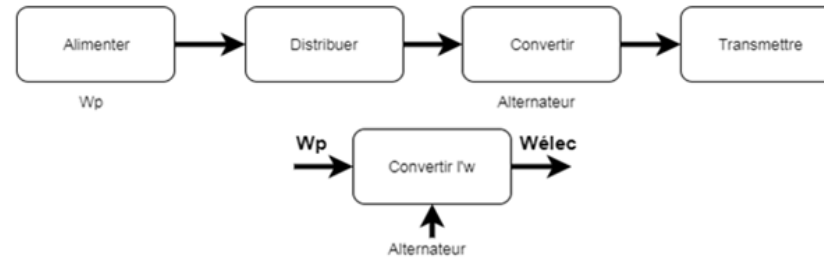 Alimenter
Distribuer
Convertir
Transmettre
Wp
Alternateur
Wp
Wélec
Convertir l'w
Alternateur